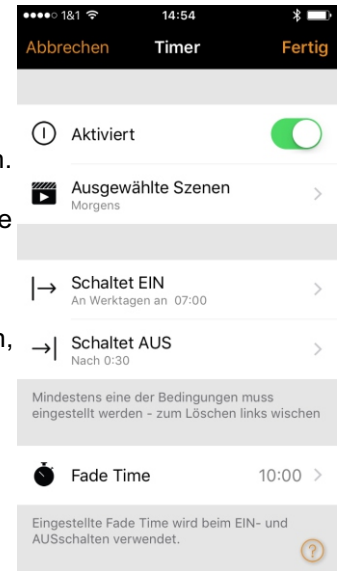 1&1 14:54
Abbrechen Timer Fertig
Aktiviert
n.
Ausgewählte Szenen
Morgens
e
Schaltet EIN
An Werktagen an 07:00
n,
Schaltet AUS
Nach 0:30
Mindestens eine der Bedingungen muss
eingestellt werden - zum Löschen links wischen
Fade Time 10:00
Eingestellte Fade Time wird beim EIN- und
AUSschalten verwendet.
?